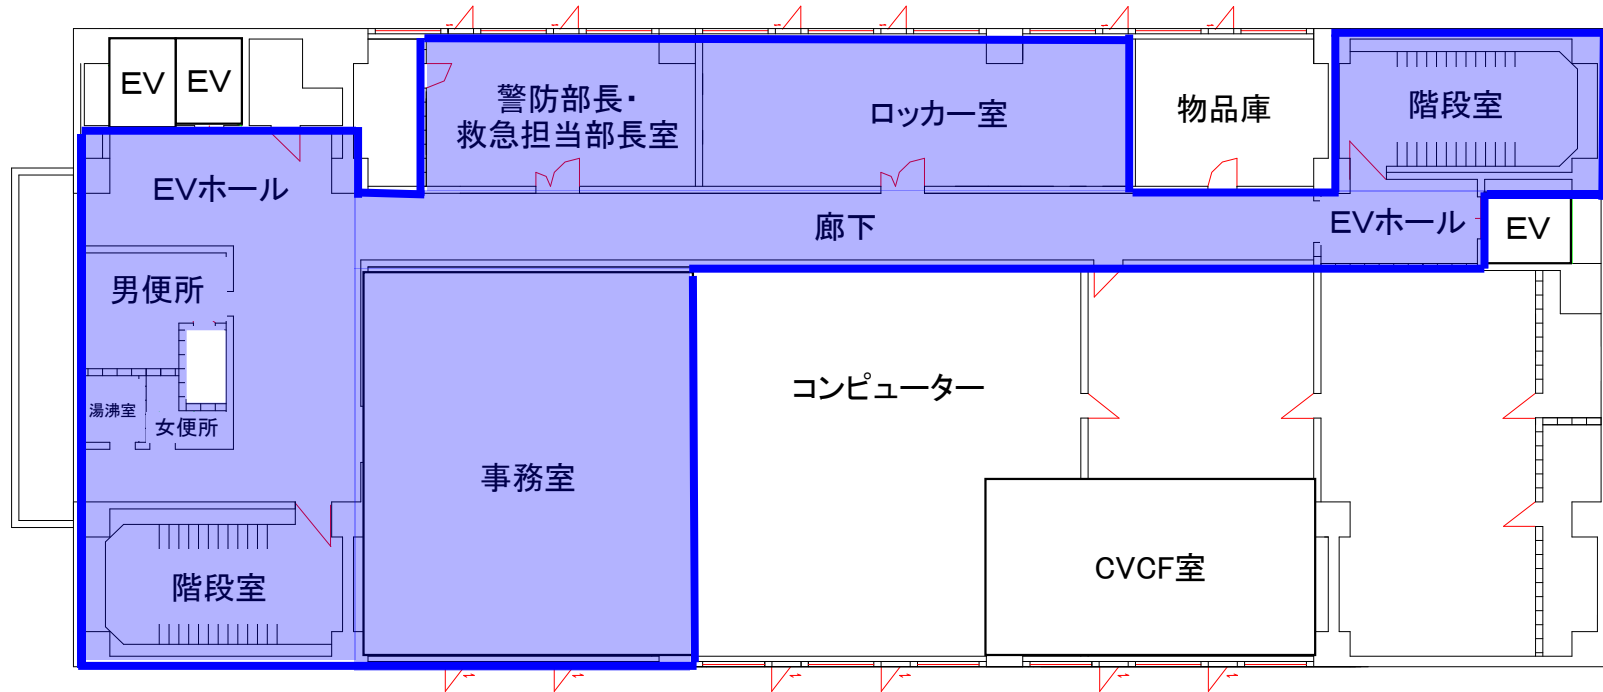 EV
EV
警防部長・
救急担当部長室
ロッカー室
物品庫
階段室
EVホール
廊下
EVホール
EV
男便所
湯沸室
女便所
コンピューター
事務室
階段室
CVCF室